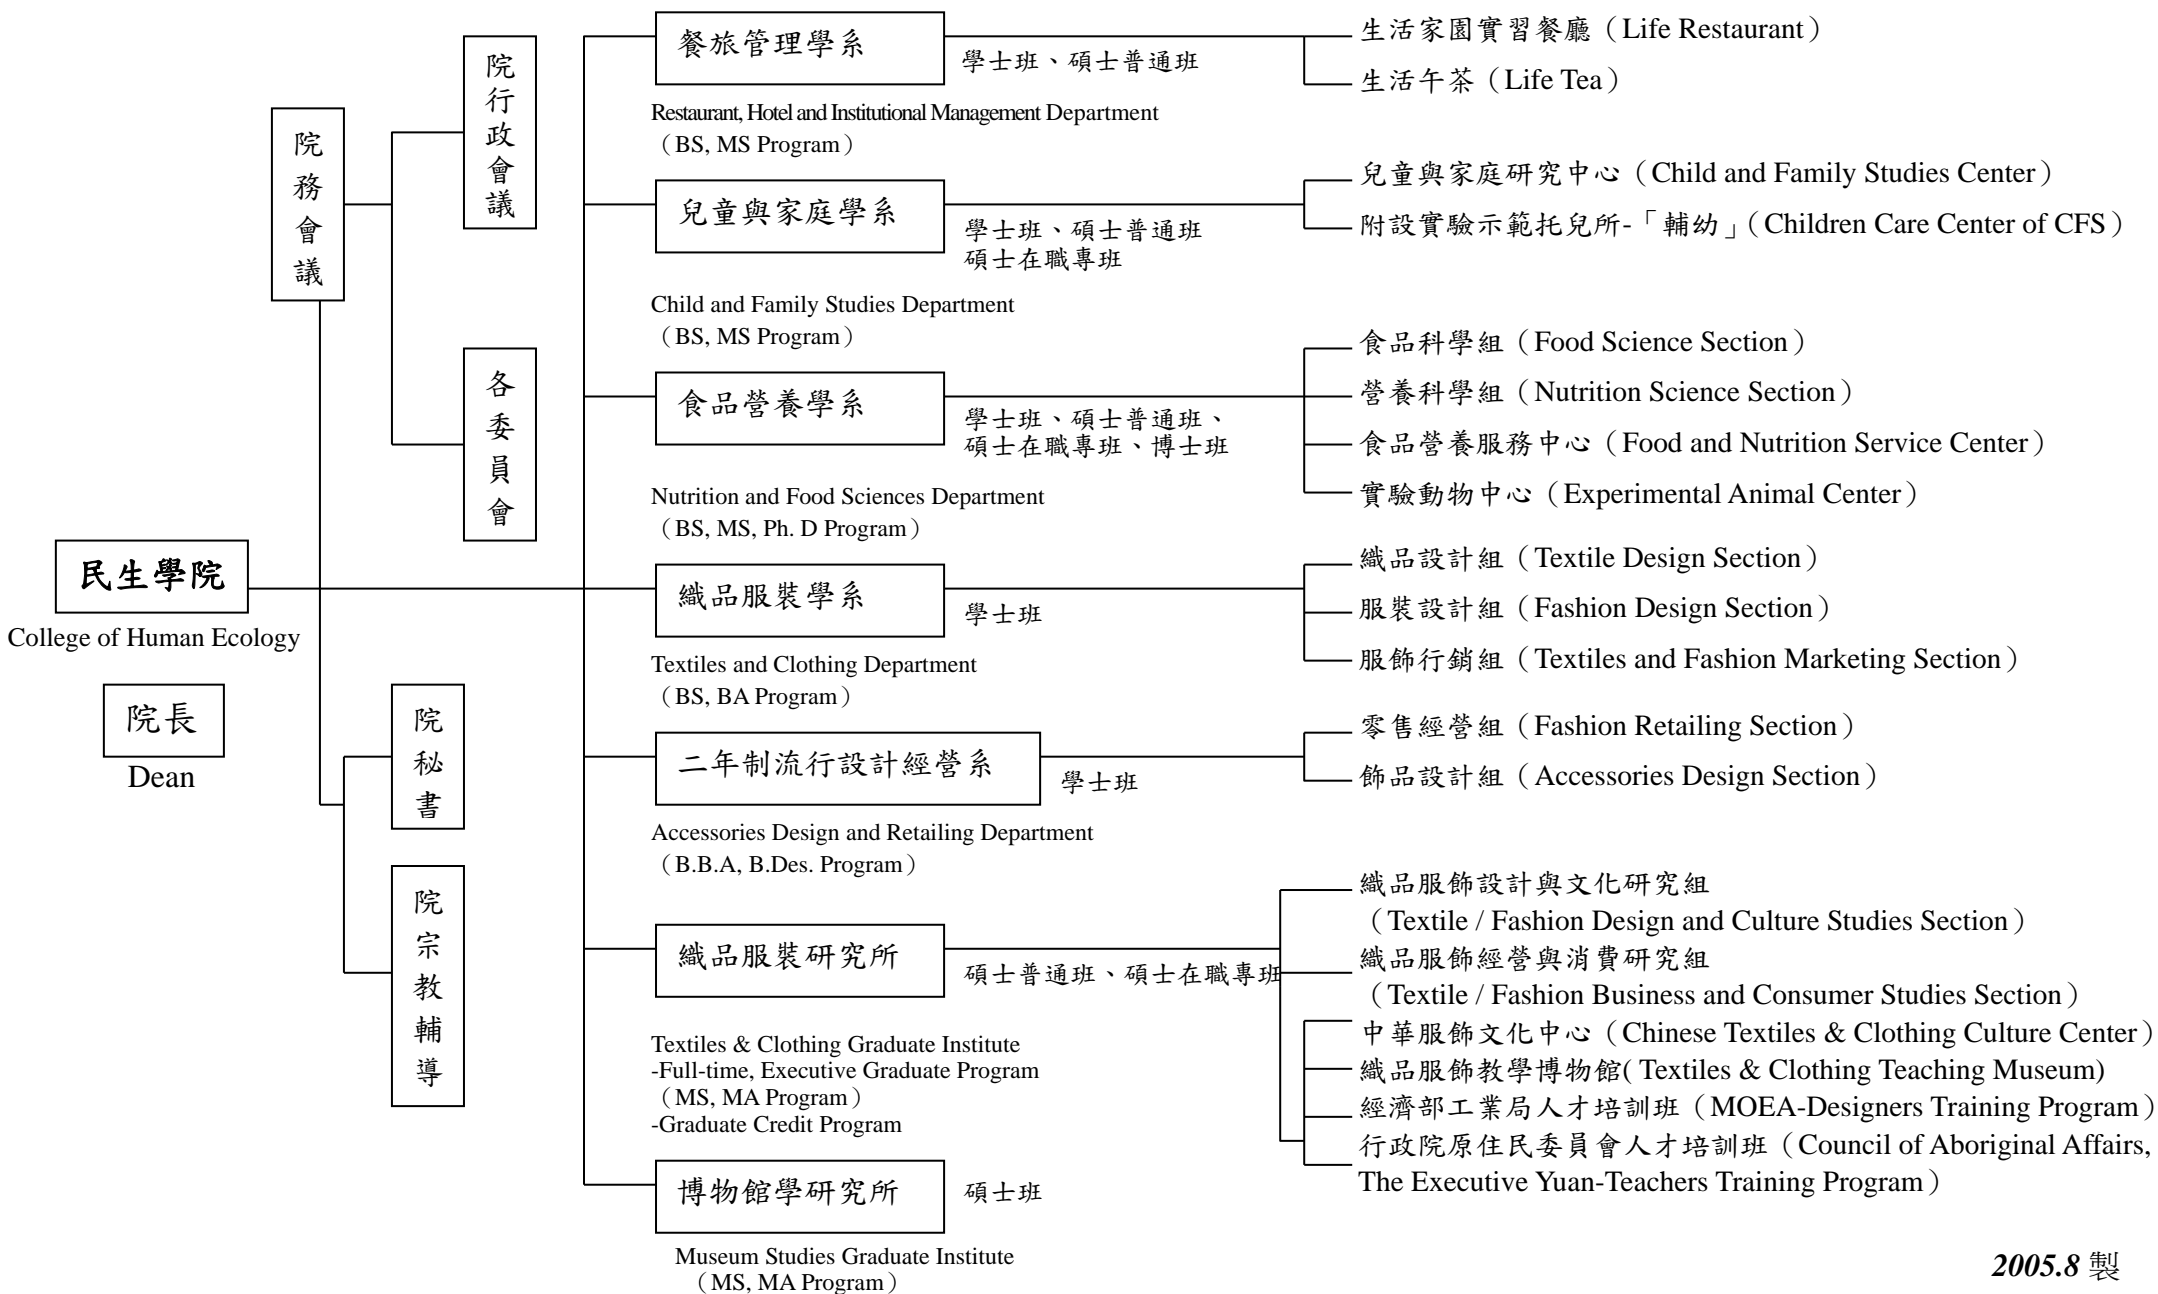 民生學院
College of Human Ecology
院長
Dean
院務會議
院行政會議
各委員會
院秘書
院宗教輔導
餐旅管理學系
學士班、碩士普通班
Restaurant, Hotel and Institutional Management Department
（BS, MS Program）
生活家園實習餐廳（Life Restaurant）
生活午茶（Life Tea）
兒童與家庭學系
學士班、碩士普通班
碩士在職專班
Child and Family Studies Department
（BS, MS Program）
兒童與家庭研究中心（Child and Family Studies Center）
附設實驗示範托兒所-「輔幼」（Children Care Center of CFS）
食品營養學系
學士班、碩士普通班、
碩士在職專班、博士班
Nutrition and Food Sciences Department
（BS, MS, Ph. D Program）
食品科學組（Food Science Section）
營養科學組（Nutrition Science Section）
食品營養服務中心（Food and Nutrition Service Center）
實驗動物中心（Experimental Animal Center）
織品服裝學系
學士班
Textiles and Clothing Department
（BS, BA Program）
織品設計組（Textile Design Section）
服裝設計組（Fashion Design Section）
服飾行銷組（Textiles and Fashion Marketing Section）
二年制流行設計經營系
學士班
Accessories Design and Retailing Department
（B.B.A, B.Des. Program）
零售經營組（Fashion Retailing Section）
飾品設計組（Accessories Design Section）
織品服裝研究所
碩士普通班、碩士在職專班
Textiles & Clothing Graduate Institute
-Full-time, Executive Graduate Program
（MS, MA Program）
-Graduate Credit Program
織品服飾設計與文化研究組
（Textile / Fashion Design and Culture Studies Section）
織品服飾經營與消費研究組
（Textile / Fashion Business and Consumer Studies Section）
中華服飾文化中心（Chinese Textiles & Clothing Culture Center）
織品服飾教學博物館( Textiles & Clothing Teaching Museum)
經濟部工業局人才培訓班（MOEA-Designers Training Program）
行政院原住民委員會人才培訓班（Council of Aboriginal Affairs,
The Executive Yuan-Teachers Training Program）
博物館學研究所
碩士班
Museum Studies Graduate Institute
（MS, MA Program）
2005.8 製